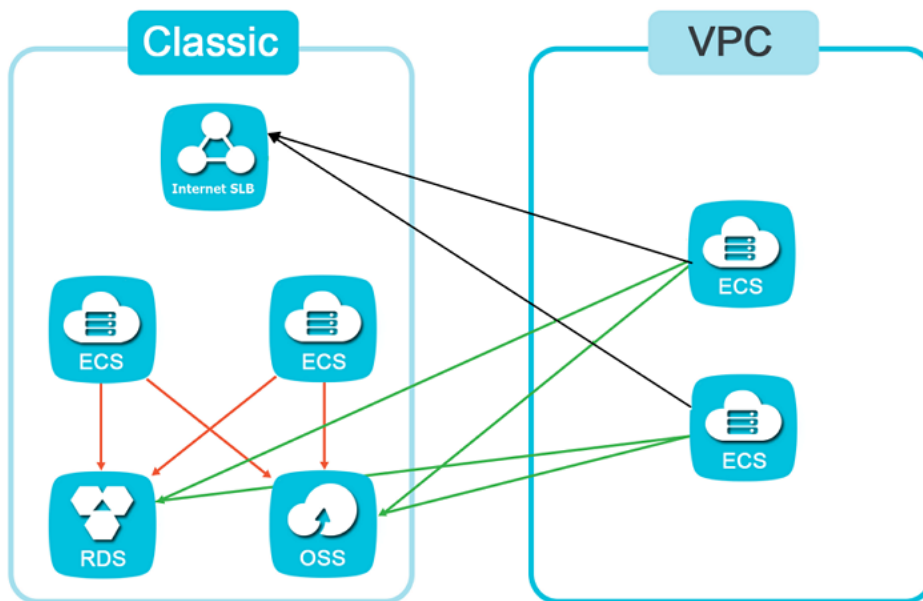 Classic
VPC
Internet SLB
ECS
ECS
ECS
ECS
RDS
OSS